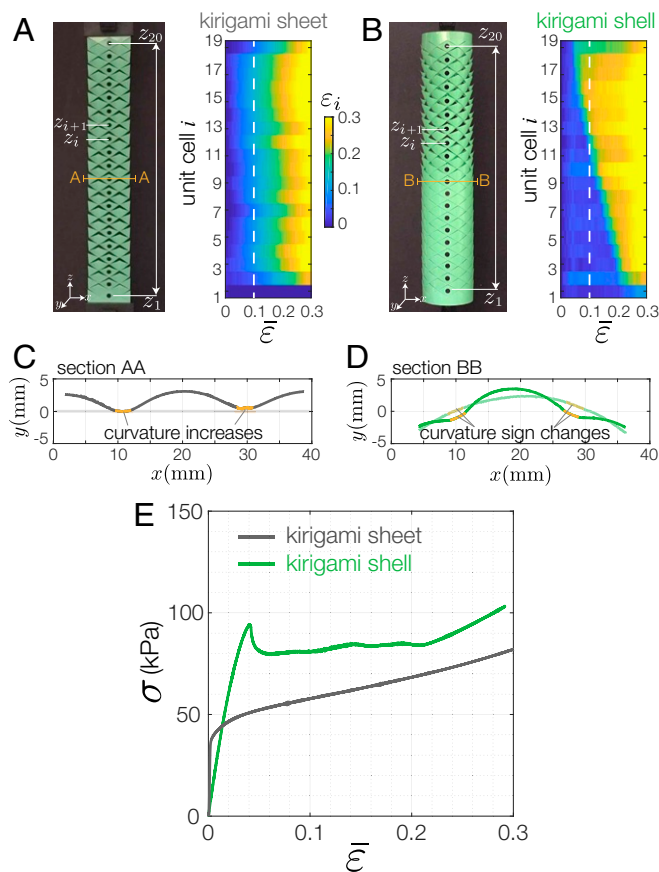 A
kirigami sheet
z20
zi+1
zi
A
A
z1
z
x
y
unit cell i
19
17
15
13
11
9
7
5
3
1
0 0.1 0.2 0.3
ε̄
εi
0.3
0.2
0.1
0
B
kirigami shell
z20
zi+1
zi
B
B
z1
z
x
y
unit cell i
19
17
15
13
11
9
7
5
3
1
0 0.1 0.2 0.3
ε̄
C
section AA
y(mm)
5
0
-5
curvature increases
0 10 20 30 40
x(mm)
D
section BB
y(mm)
5
0
-5
curvature sign changes
0 10 20 30 40
x(mm)
E
kirigami sheet
kirigami shell
σ (kPa)
150
100
50
0
0 0.1 0.2 0.3
ε̄